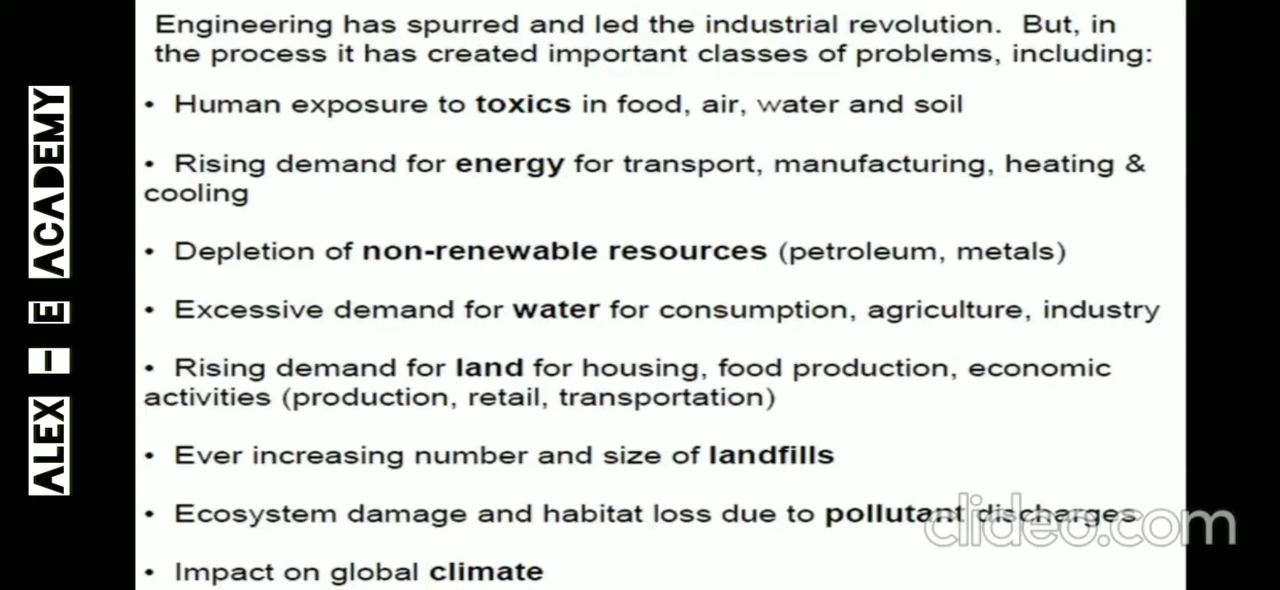 Engineering has spurred and led the industrial revolution. But, in
the process it has created important classes of problems, including:
• Human exposure to toxics in food, air, water and soil
• Rising demand for energy for transport, manufacturing, heating &
cooling
• Depletion of non-renewable resources (petroleum, metals)
• Excessive demand for water for consumption, agriculture, industry
• Rising demand for land for housing, food production, economic
activities (production, retail, transportation)
• Ever increasing number and size of landfills
• Ecosystem damage and habitat loss due to pollutant discharges
• Impact on global climate
ALEX - E ACADEMY
clideo.com